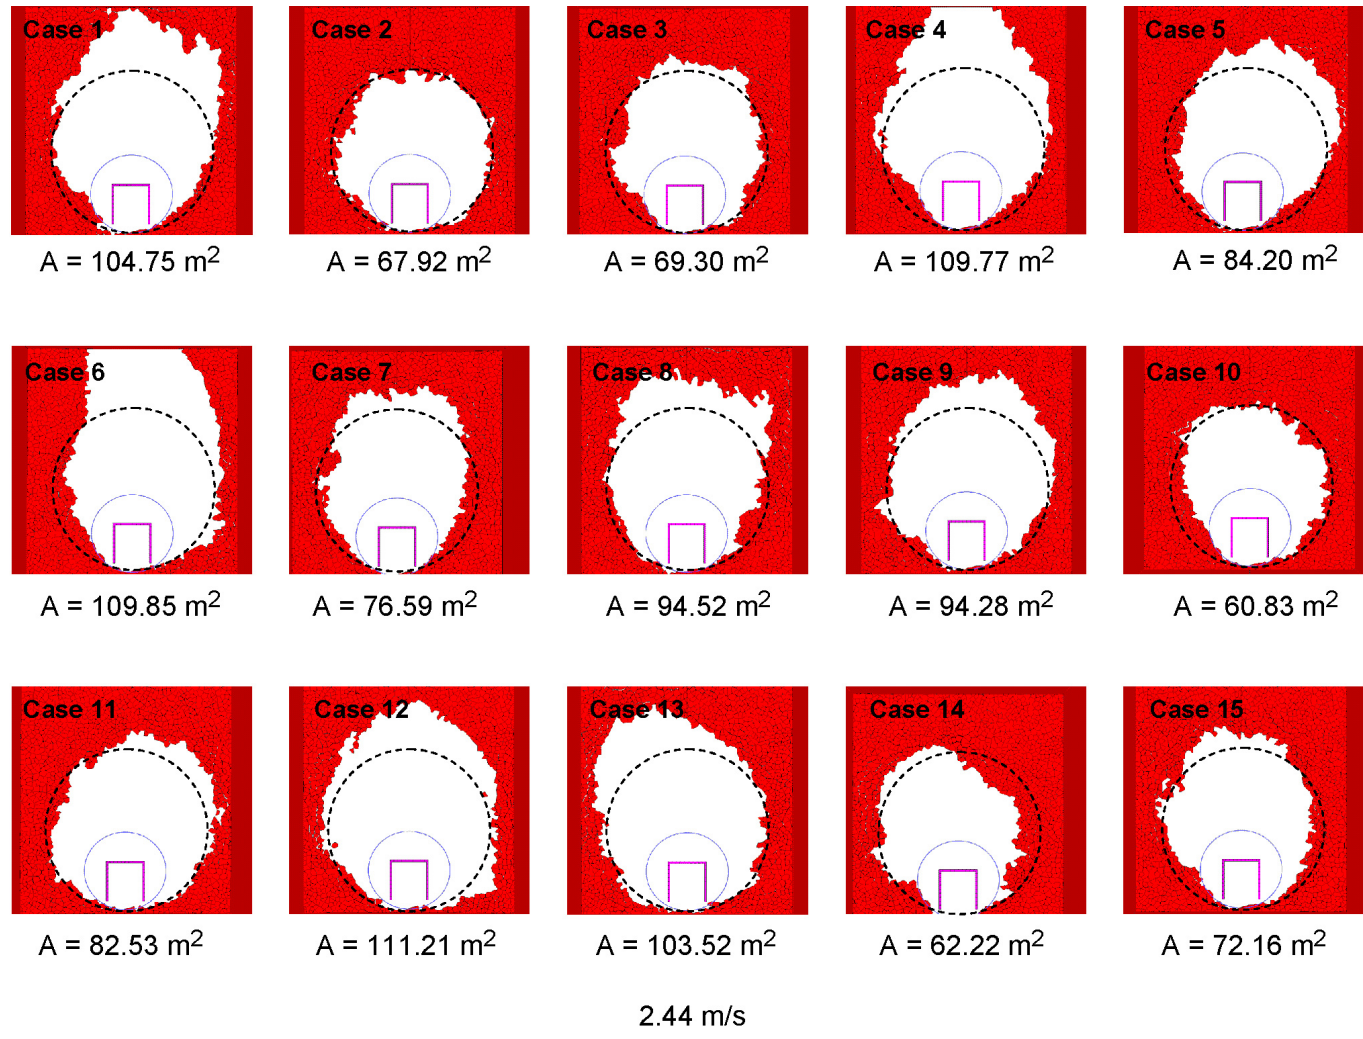 Case 1
Case 2
Case 3
Case 4
Case 5
A = 104.75 m2
A = 67.92 m2
A = 69.30 m2
A = 109.77 m2
A = 84.20 m2
Case 6
Case 7
Case 8
Case 9
Case 10
A = 109.85 m2
A = 76.59 m2
A = 94.52 m2
A = 94.28 m2
A = 60.83 m2
Case 11
Case 12
Case 13
Case 14
Case 15
A = 82.53 m2
A = 111.21 m2
A = 103.52 m2
A = 62.22 m2
A = 72.16 m2
2.44 m/s